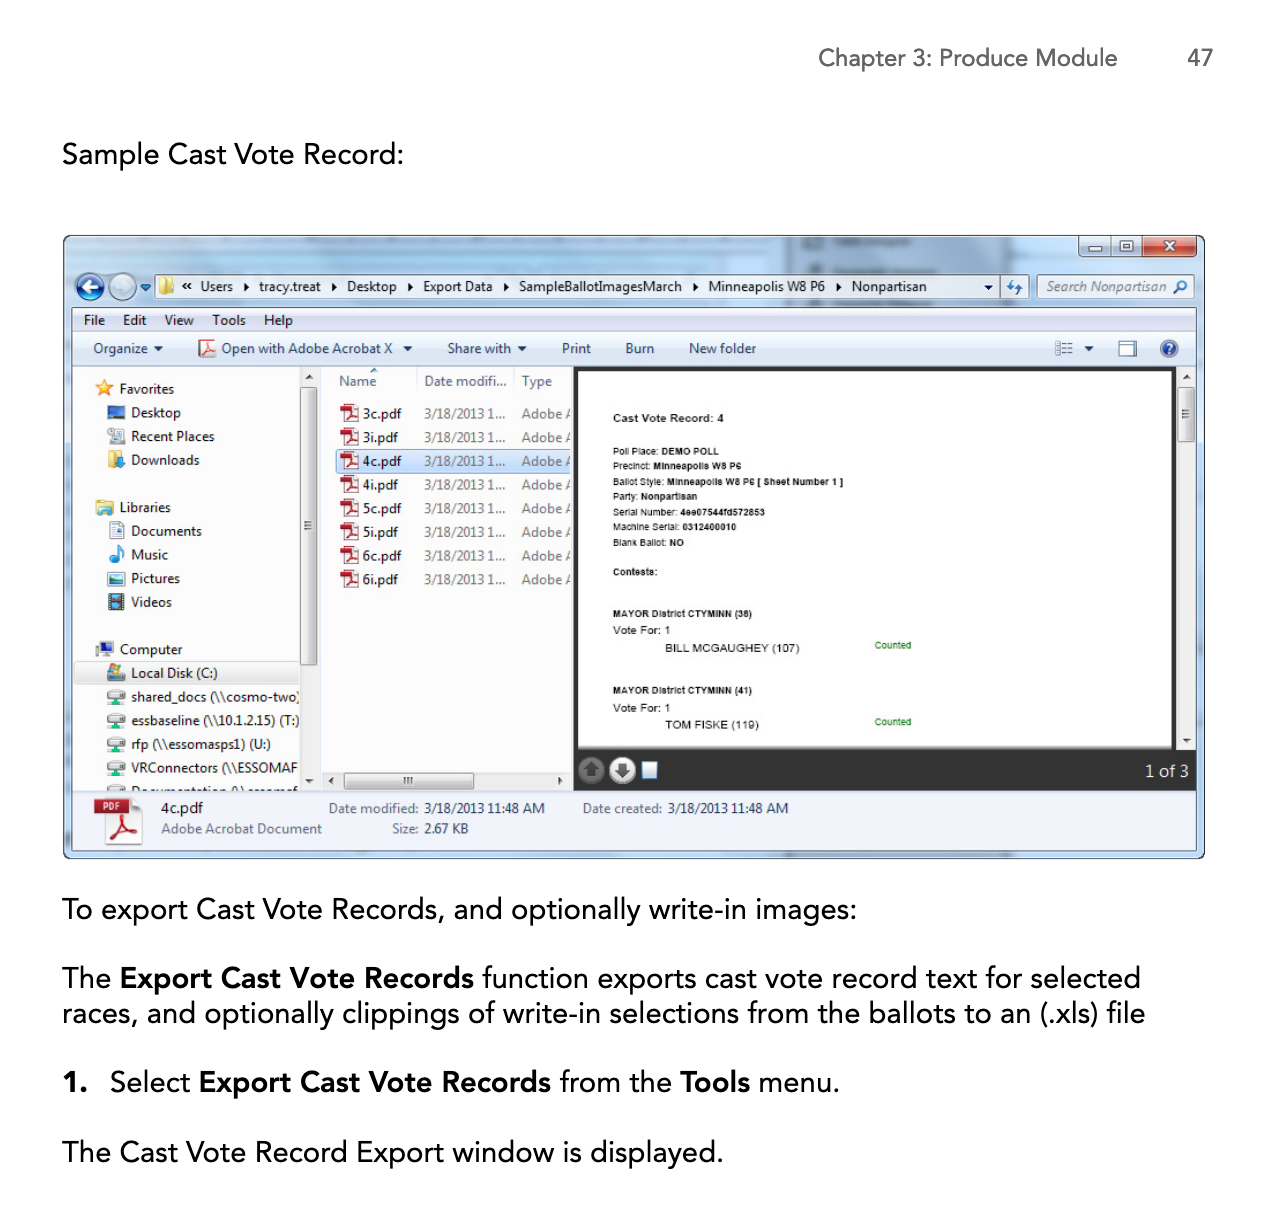 Chapter 3: Produce Module 47
Sample Cast Vote Record:
« Users Tracy.treat Desktop Export Data SampleBallotImagesMarch Minneapolis W8 P6 Nonpartisan Search Nonpartisan
File Edit View Tools Help
Organize Open with Adobe Acrobat X Share with Print Burn New folder
Favorites
Desktop
Recent Places
Downloads
Libraries
Documents
Music
Pictures
Videos
Computer
Local Disk (C:)
shared_docs (\\cosmo-two)
essbaseline (\\10.1.2.15) (T:)
rfp (\\essomasps1) (U:)
VRConnectors (\\ESSOMAF
Name Date modifi... Type
3c.pdf 3/18/2013 1... Adobe A
3i.pdf 3/18/2013 1... Adobe A
4c.pdf 3/18/2013 1... Adobe A
4i.pdf 3/18/2013 1... Adobe A
5c.pdf 3/18/2013 1... Adobe A
5i.pdf 3/18/2013 1... Adobe A
6c.pdf 3/18/2013 1... Adobe A
6i.pdf 3/18/2013 1... Adobe A
Cast Vote Record: 4
Poll Place: DEMO POLL
Precinct: Minneapolis W8 P6
Ballot Style: Minneapolis W8 P6 [ Sheet Number 1 ]
Party: Nonpartisan
Serial Number: 4ee07544fd572853
Machine Serial: 0312400010
Blank Ballot: NO
Contests:
MAYOR District CTYMINN (38)
Vote For: 1
BILL MCGAUGHEY (107) Counted
MAYOR District CTYMINN (41)
Vote For: 1
TOM FISKE (119) Counted
1 of 3
PDF
4c.pdf Date modified: 3/18/2013 11:48 AM Date created: 3/18/2013 11:48 AM
Adobe Acrobat Document Size: 2.67 KB
To export Cast Vote Records, and optionally write-in images:
The Export Cast Vote Records function exports cast vote record text for selected
races, and optionally clippings of write-in selections from the ballots to an (.xls) file
1. Select Export Cast Vote Records from the Tools menu.
The Cast Vote Record Export window is displayed.